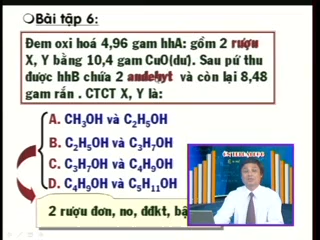 Bài tập 6:
Đem oxi hoá 4,96 gam hhA: gồm 2 rượu
X, Y bằng 10,4 gam CuO(dư). Sau pứ thu
được hhB chứa 2 andehyt và còn lại 8,48
gam rắn . CTCT X, Y là:
A. CH₃OH và C₂H₅OH
B. C₂H₅OH và C₃H₇OH
C. C₃H₇OH và C₄H₉OH
D. C₄H₉OH và C₅H₁₁OH
2 rượu đơn, no, đđkt, bậ